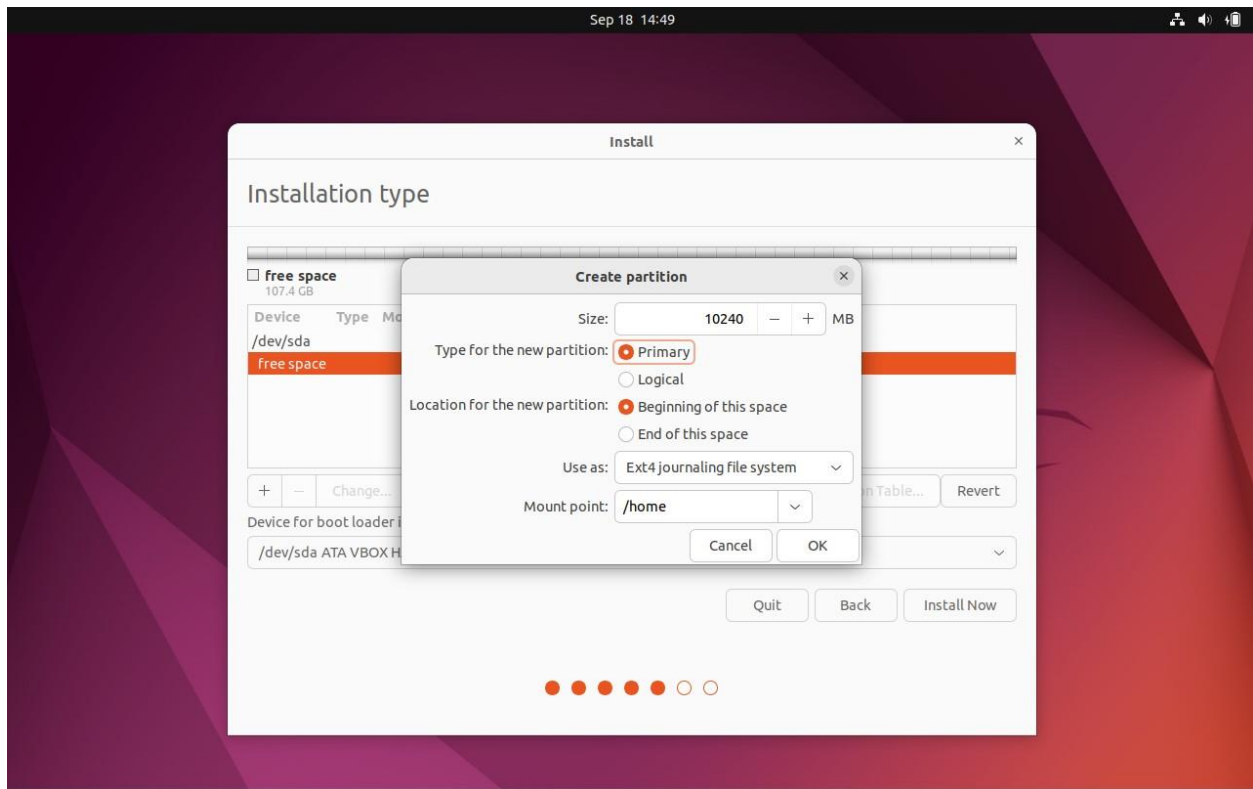 Sep 18 14:49
Install
Installation type
free space
107.4 GB
Create partition
Size: 10240 − + MB
Device Type Mo
/dev/sda
Type for the new partition: Primary
free space
Logical
Location for the new partition: Beginning of this space
End of this space
Use as: Ext4 journaling file system
+ − Change... on Table... Revert
Mount point: /home
Device for boot loader i
Cancel OK
/dev/sda ATA VBOX H
Quit Back Install Now